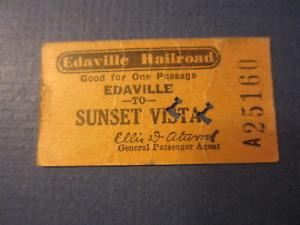 Edaville Railroad
Good for One Passage
EDAVILLE
—TO—
SUNSET VISTA
Ellis D. Atwood
General Passenger Agent
A25160